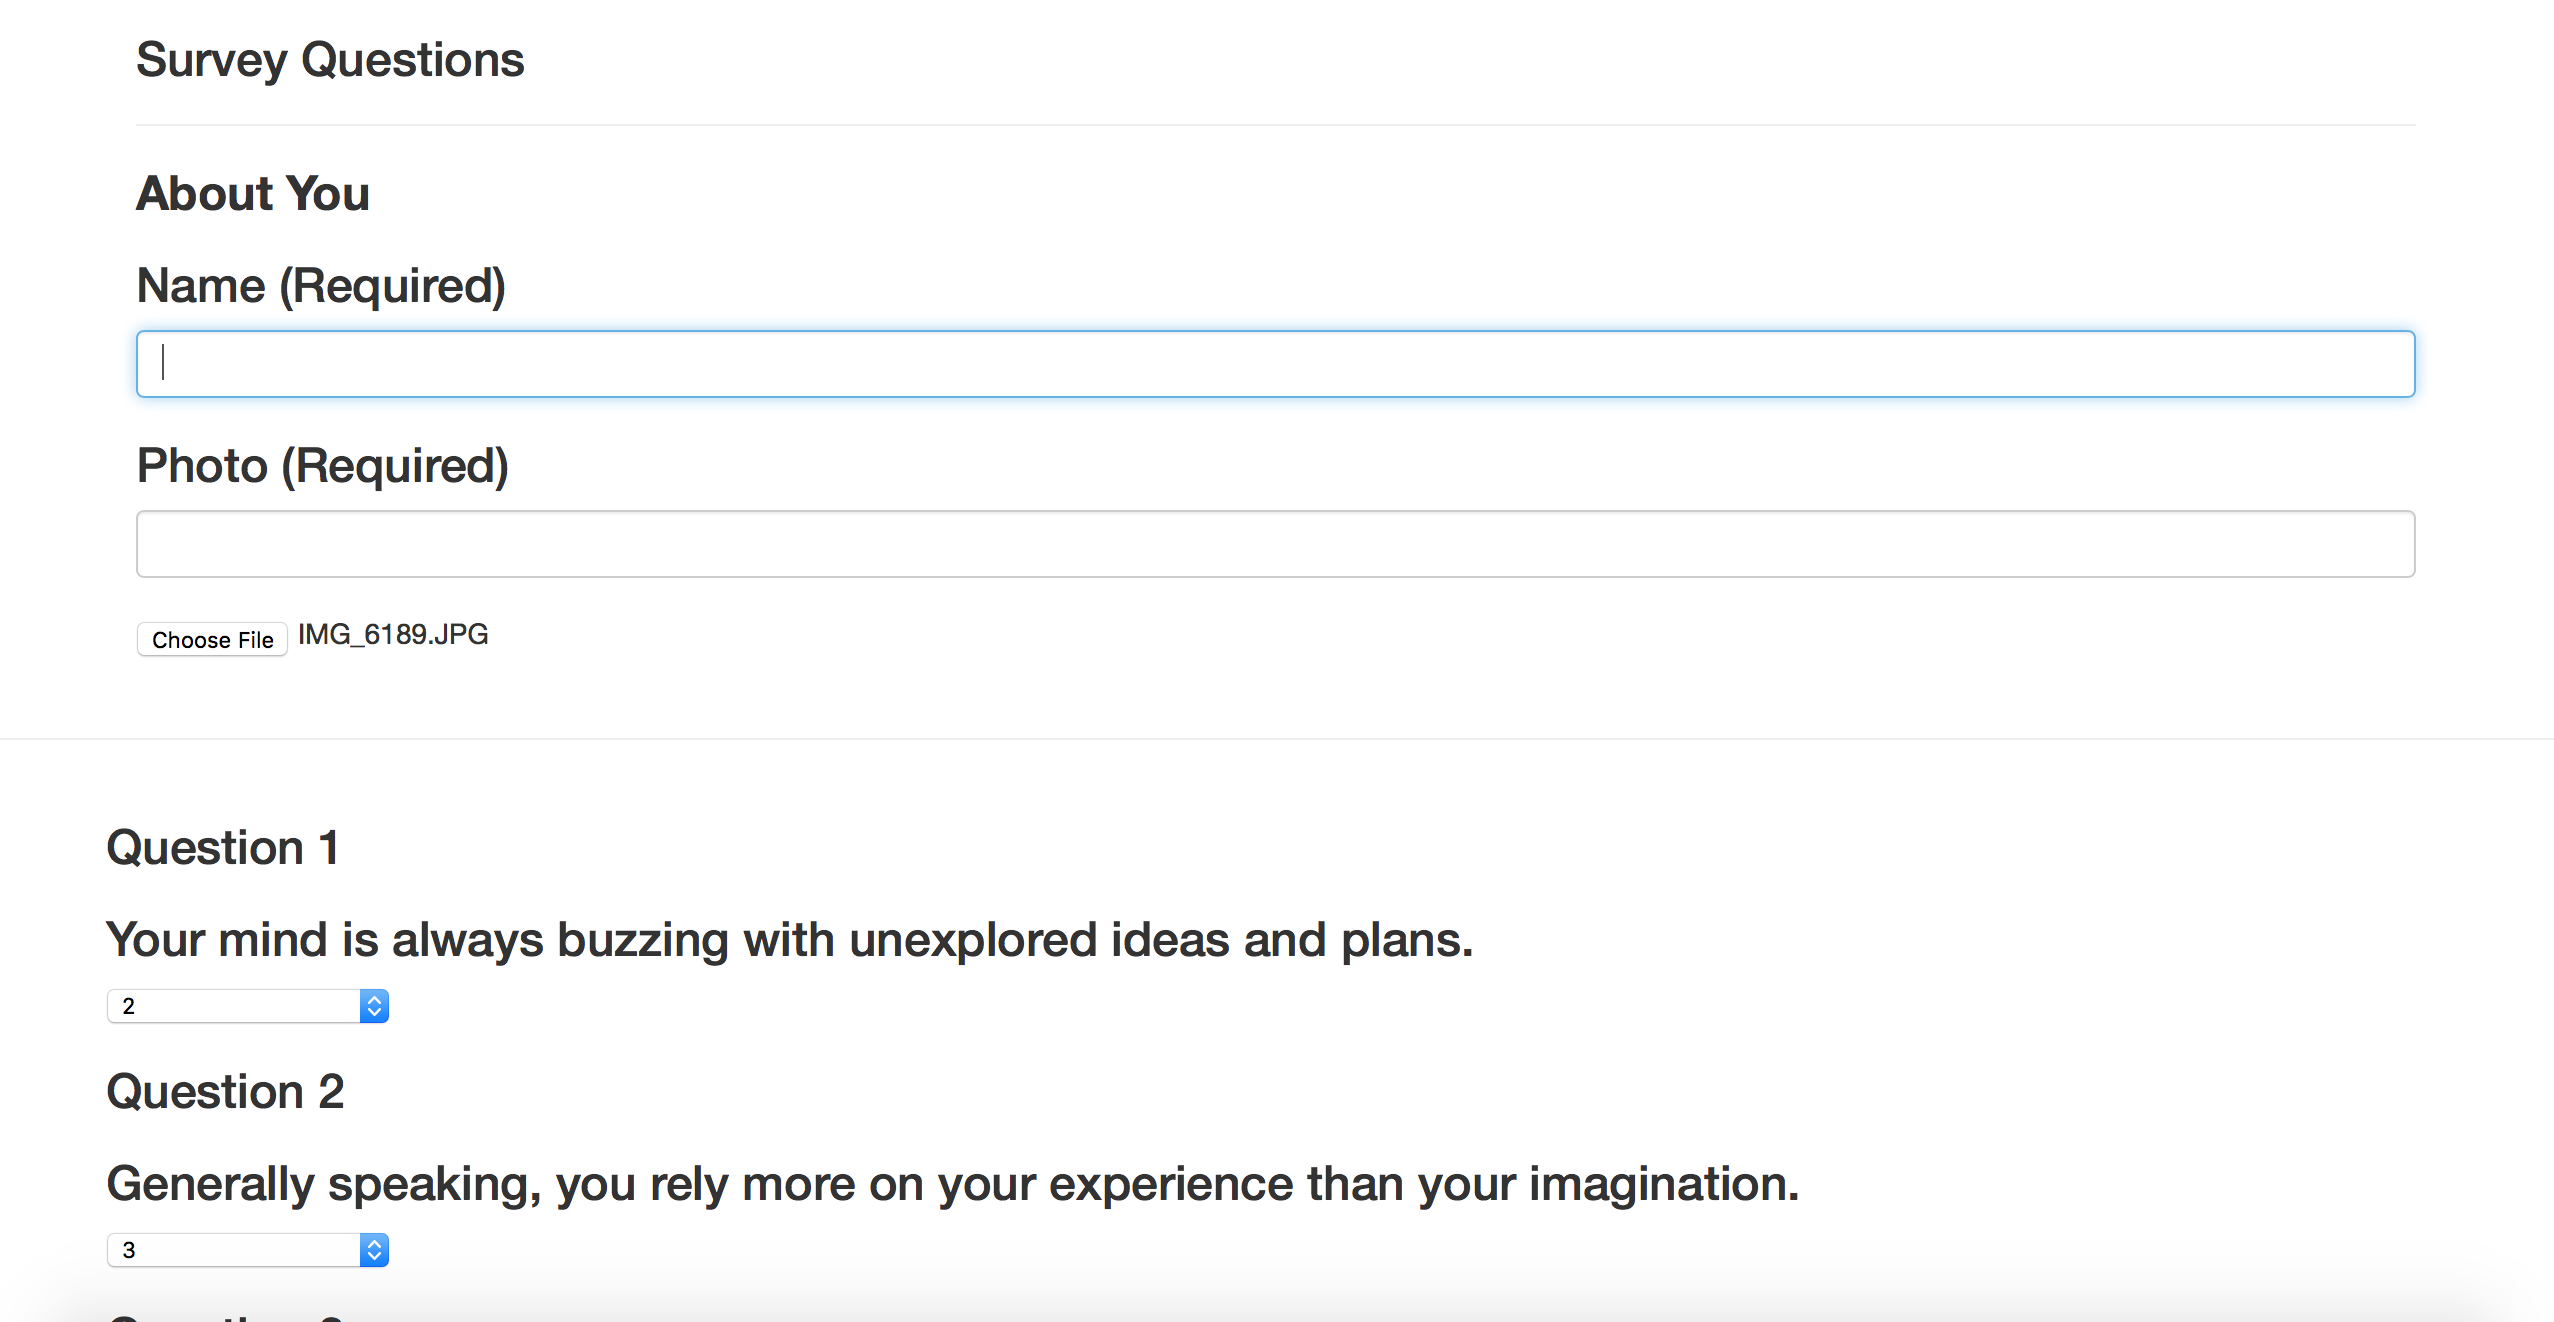 Survey Questions
About You
Name (Required)
Photo (Required)
Choose File IMG_6189.JPG
Question 1
Your mind is always buzzing with unexplored ideas and plans.
2
Question 2
Generally speaking, you rely more on your experience than your imagination.
3